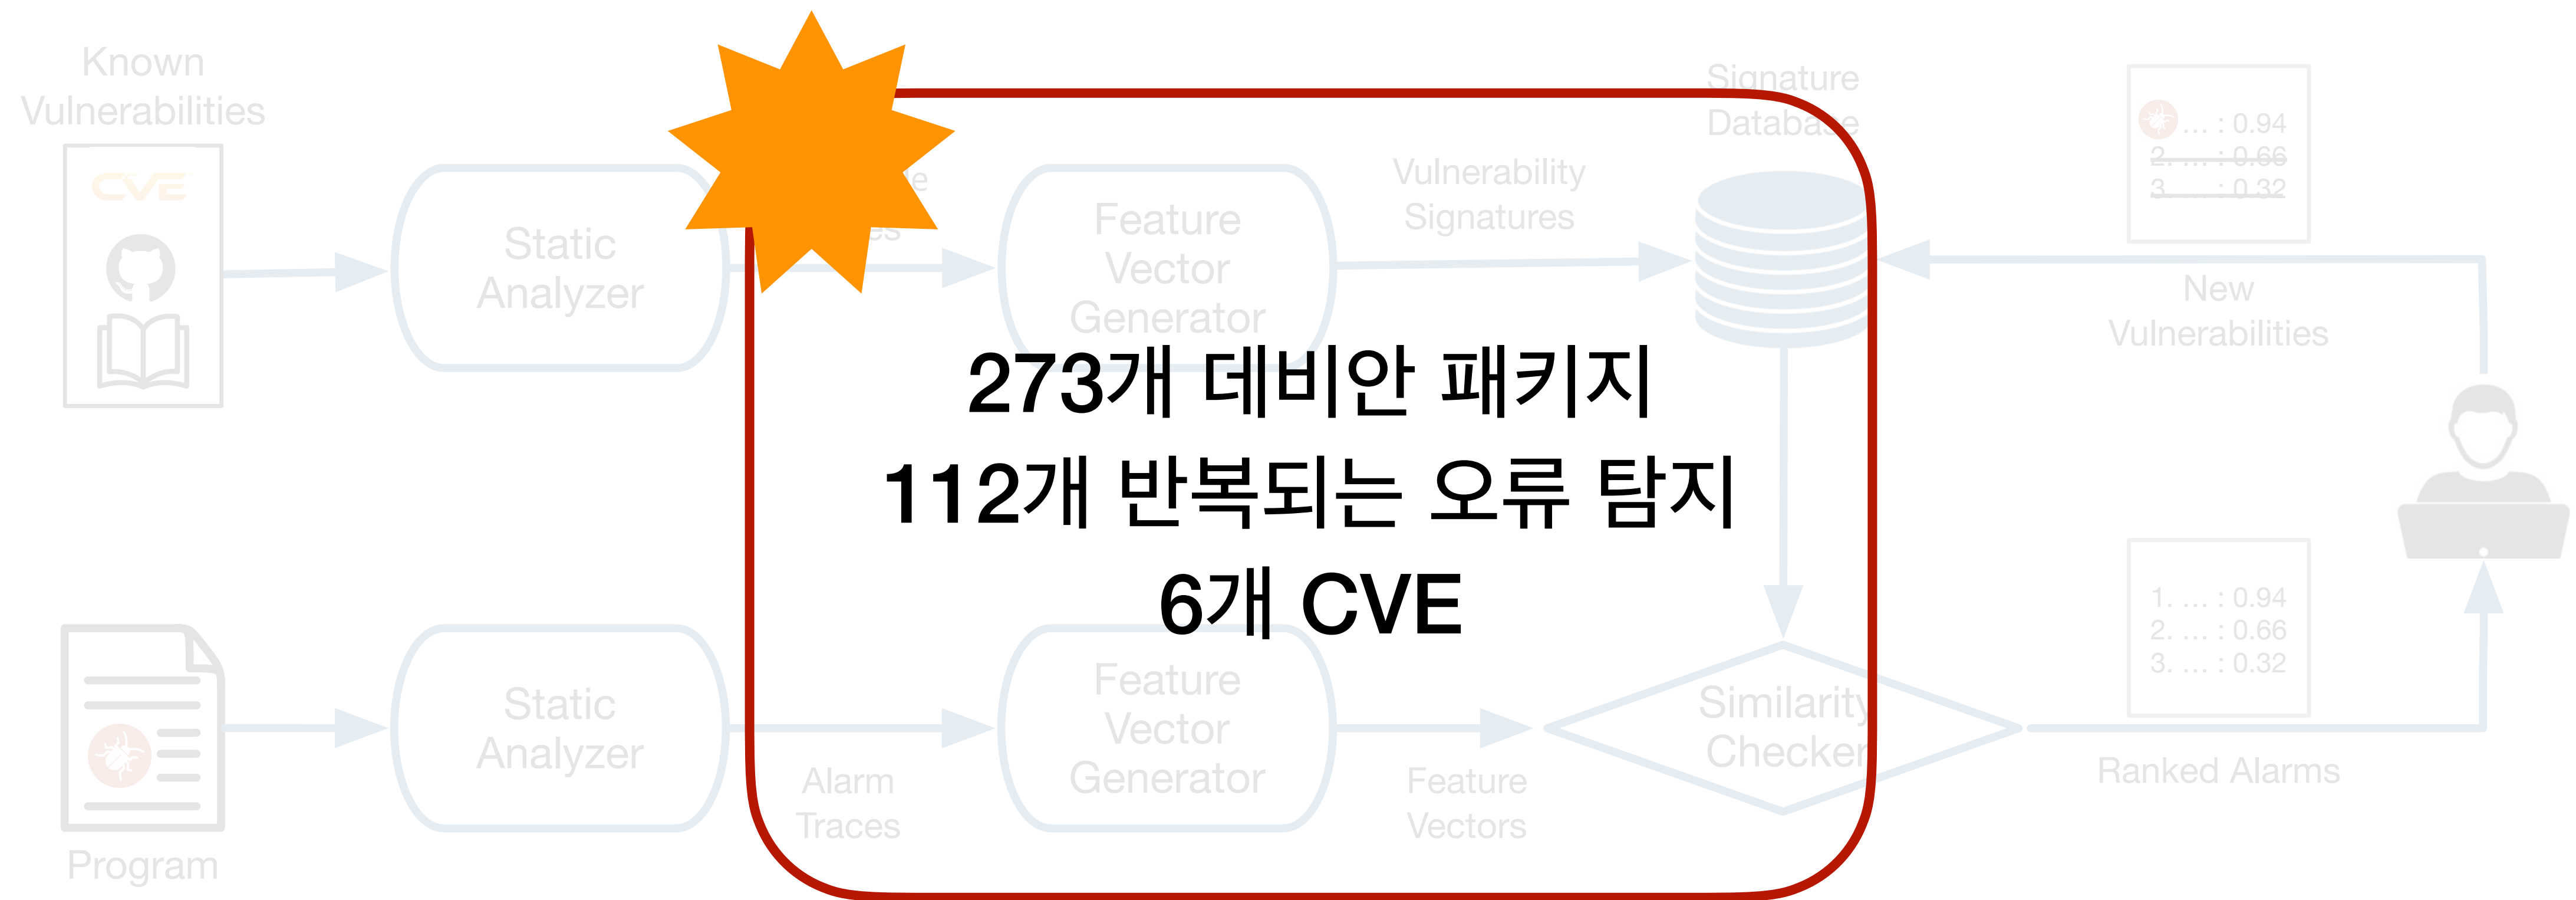 Known
Vulnerabilities
CVE
Static
Analyzer
Feature
Vector
Generator
Vulnerability
Signatures
Signature
Database
... : 0.94
2. ... : 0.66
3. ... : 0.32
New
Vulnerabilities
273개 데비안 패키지
112개 반복되는 오류 탐지
6개 CVE
Program
Static
Analyzer
Alarm
Traces
Feature
Vector
Generator
Feature
Vectors
Similarity
Checker
1. ... : 0.94
2. ... : 0.66
3. ... : 0.32
Ranked Alarms